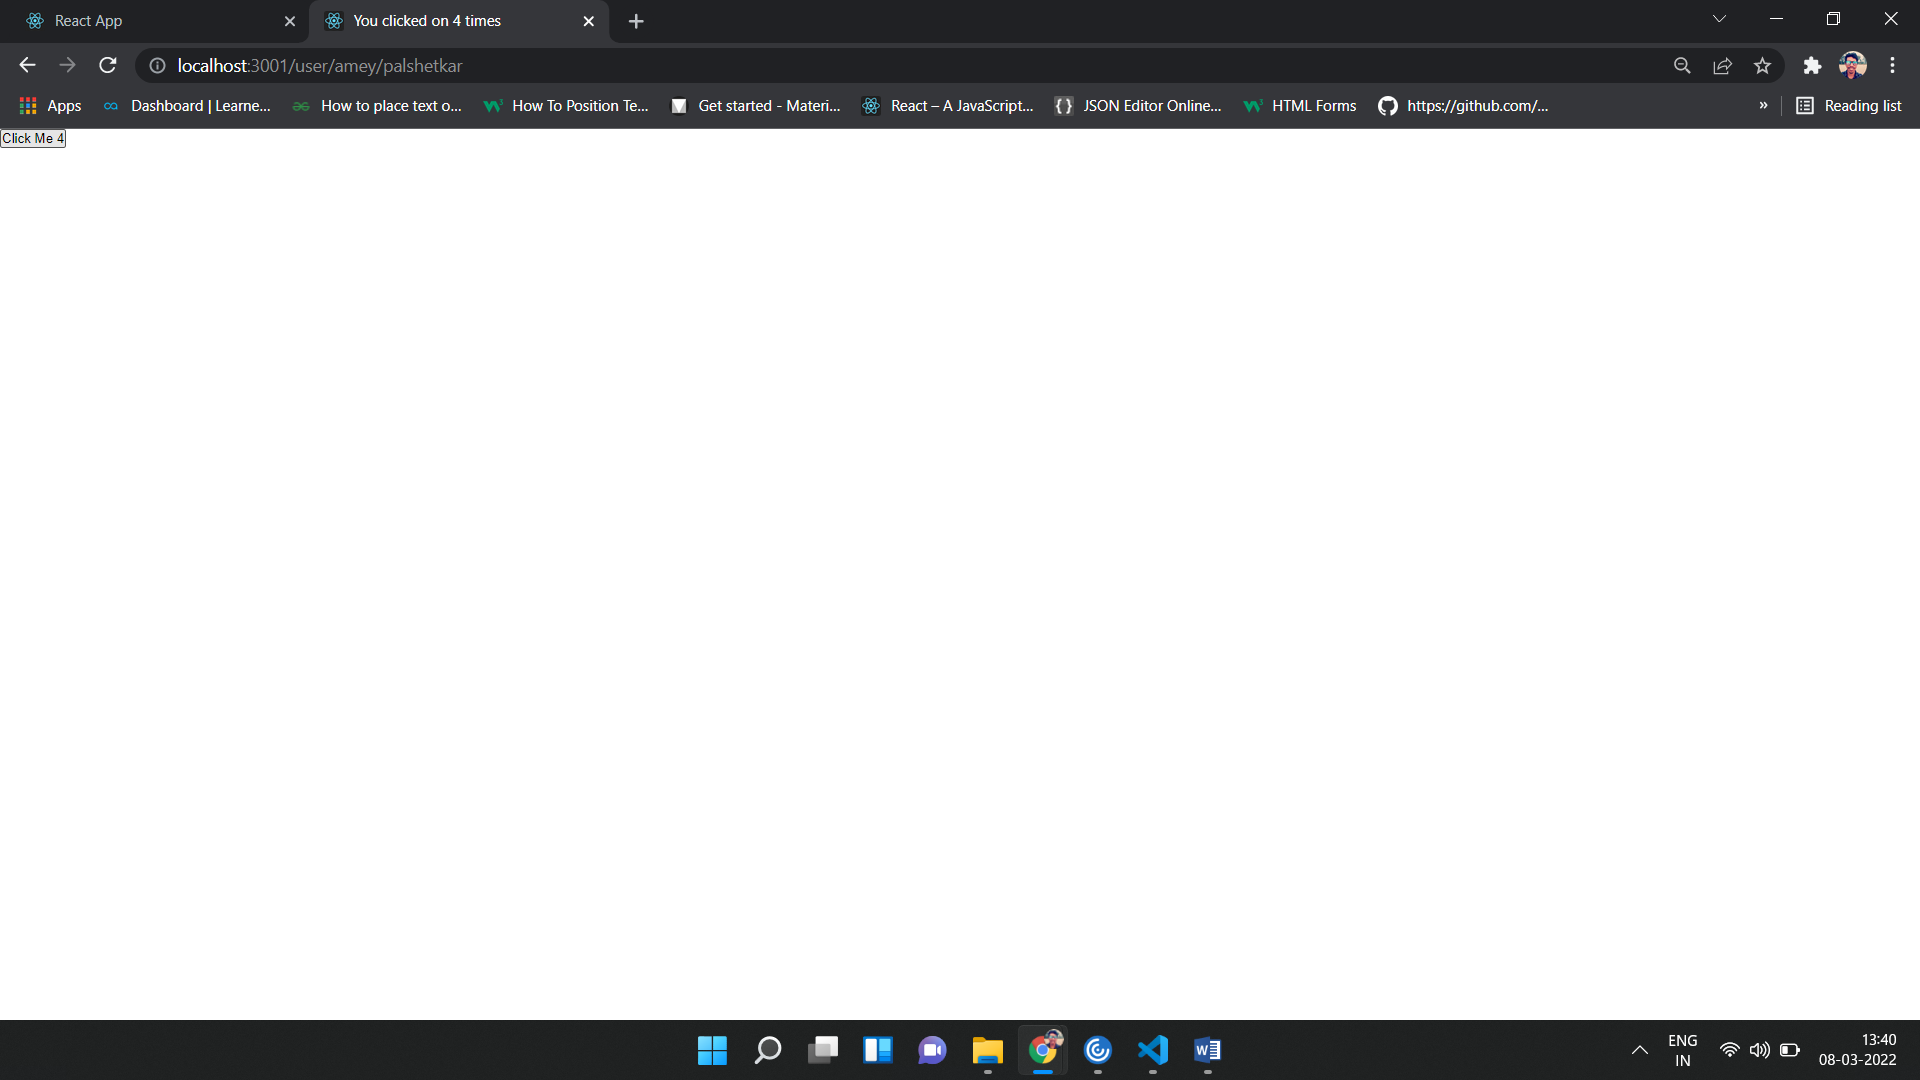 React App
You clicked on 4 times
localhost:3001/user/amey/palshetkar
Apps
Dashboard | Learne...
How to place text o...
How To Position Te...
Get started - Materi...
React – A JavaScript...
JSON Editor Online...
HTML Forms
https://github.com/...
»
Reading list
Click Me 4
ENG
IN
13:40
08-03-2022